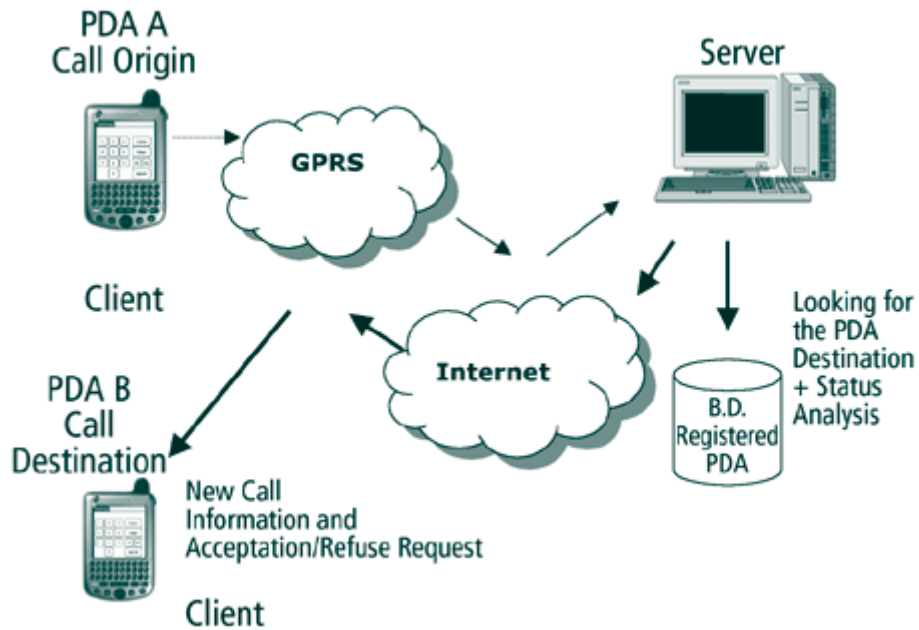 PDA A
Call Origin
Server
GPRS
Client
Internet
Looking for
the PDA
Destination
+ Status
Analysis
B.D.
Registered
PDA
PDA B
Call
Destination
New Call
Information and
Acceptation/Refuse Request
Client